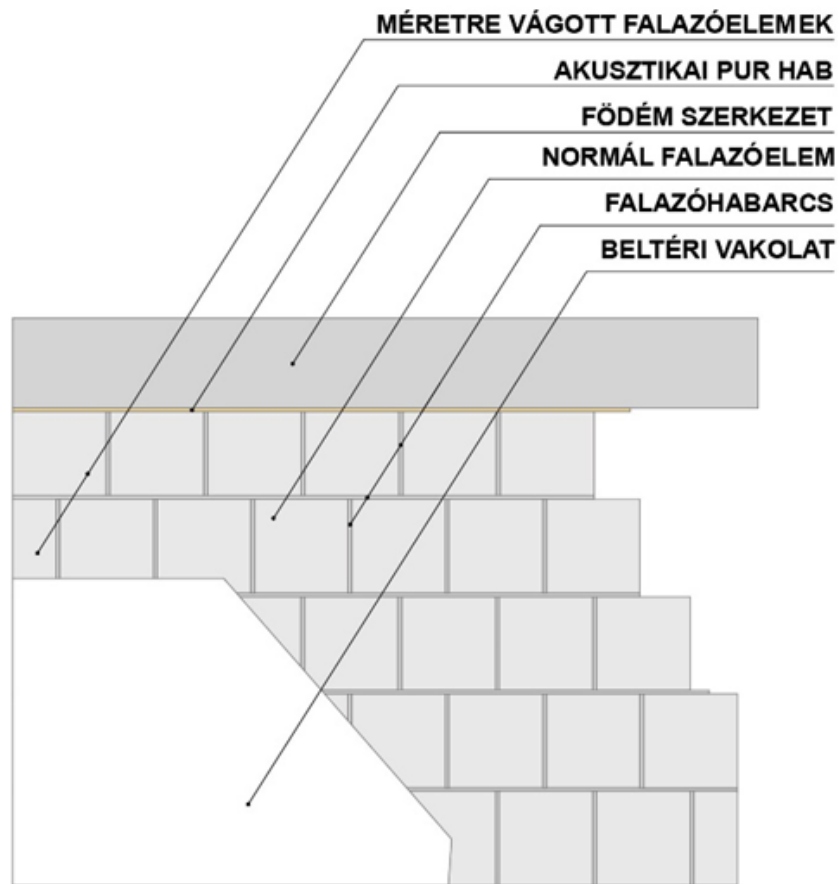 MÉRETRE VÁGOTT FALAZÓELEMEK
AKUSZTIKAI PUR HAB
FÖDÉM SZERKEZET
NORMÁL FALAZÓELEM
FALAZÓHABARCS
BELTÉRI VAKOLAT